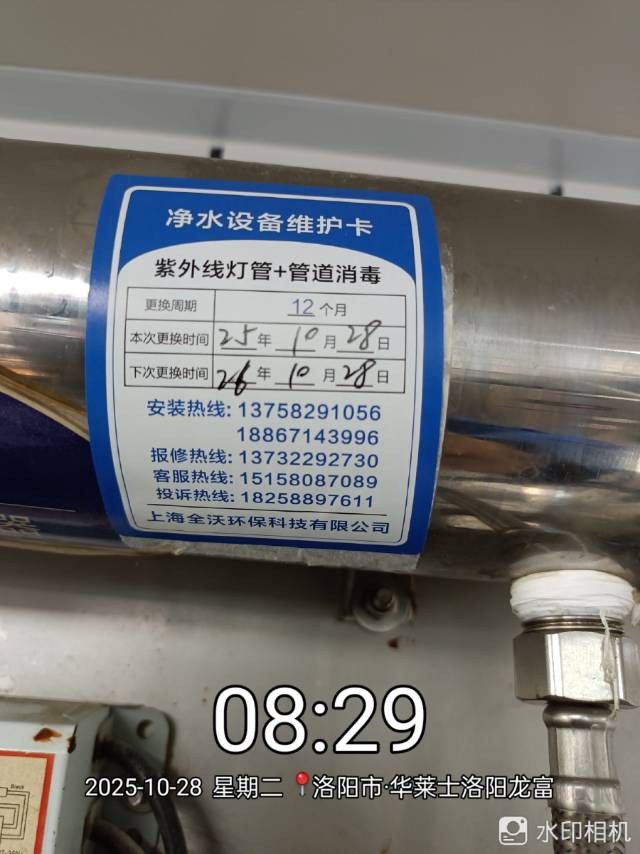 净水设备维护卡
紫外线灯管+管道消毒
更换周期 12个月
本次更换时间 25年 10月 28日
下次更换时间 26年 10月 28日
安装热线: 13758291056
18867143996
报修热线: 13732292730
客服热线: 15158087089
投诉热线: 18258897611
上海全沃环保科技有限公司
08:29
2025-10-28 星期二 洛阳市·华莱士洛阳龙富
水印相机